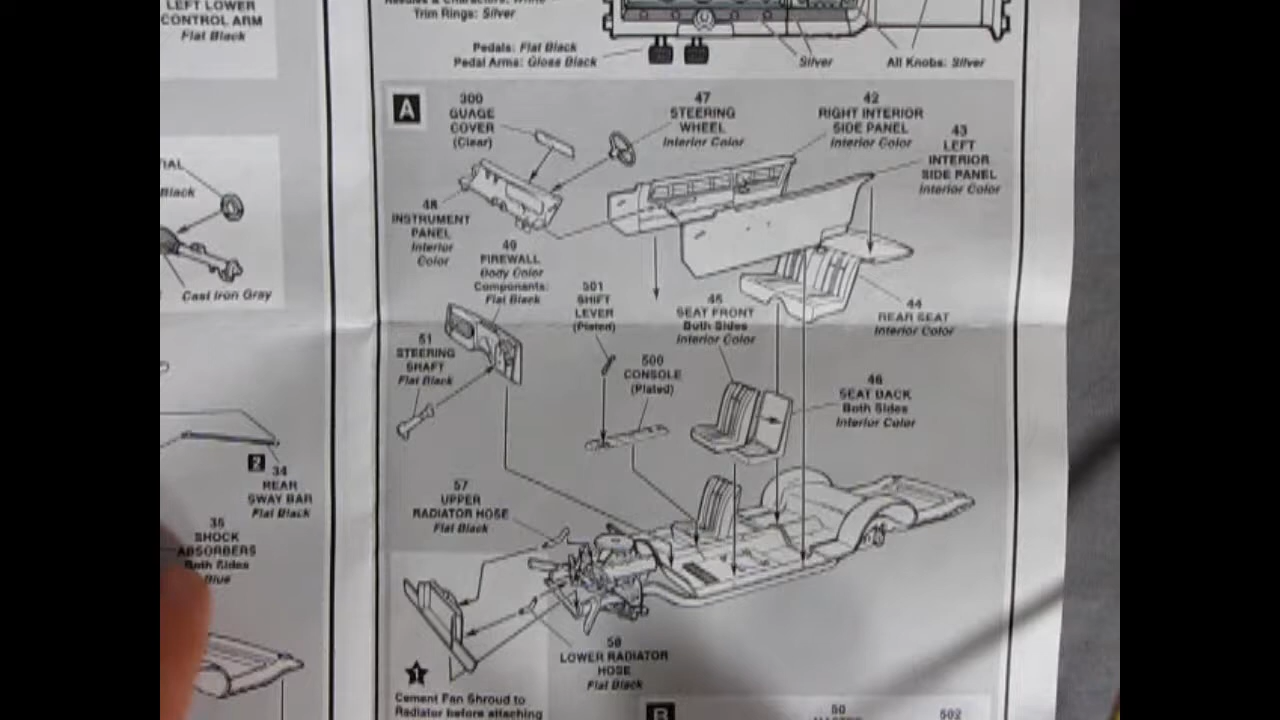 LEFT LOWER
CONTROL ARM
Flat Black
Trim Rings: Silver
Pedals: Flat Black
Pedal Arms: Gloss Black
Silver
All Knobs: Silver
A
300
GUAGE
COVER
(Clear)
47
STEERING
WHEEL
Interior Color
42
RIGHT INTERIOR
SIDE PANEL
Interior Color
43
LEFT
INTERIOR
SIDE PANEL
Interior Color
48
INSTRUMENT
PANEL
Interior
Color
49
FIREWALL
Body Color
Components:
Flat Black
501
SHIFT
LEVER
(Plated)
45
SEAT FRONT
Both Sides
Interior Color
44
REAR SEAT
Interior Color
51
STEERING
SHAFT
Flat Black
500
CONSOLE
(Plated)
46
SEAT BACK
Both Sides
Interior Color
57
UPPER
RADIATOR HOSE
Flat Black
58
LOWER RADIATOR
HOSE
Flat Black
1
Cement Fan Shroud to
Radiator before attaching
B
50
502
Black
Cast Iron Gray
2
34
REAR
SWAY BAR
Flat Black
35
SHOCK
ABSORBERS
Both Sides
Blue